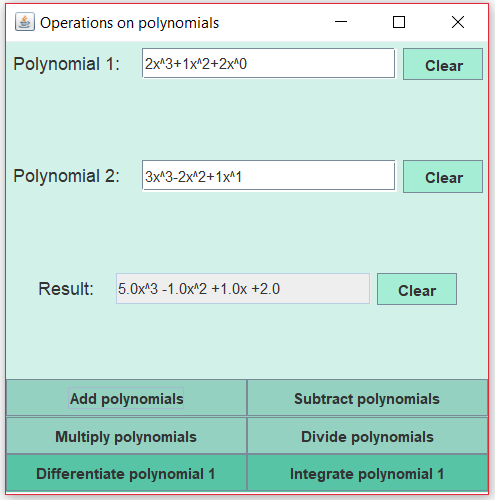 Operations on polynomials
Polynomial 1: 2x^3+1x^2+2x^0 Clear
Polynomial 2: 3x^3-2x^2+1x^1 Clear
Result: 5.0x^3 -1.0x^2 +1.0x +2.0 Clear
Add polynomials Subtract polynomials
Multiply polynomials Divide polynomials
Differentiate polynomial 1 Integrate polynomial 1